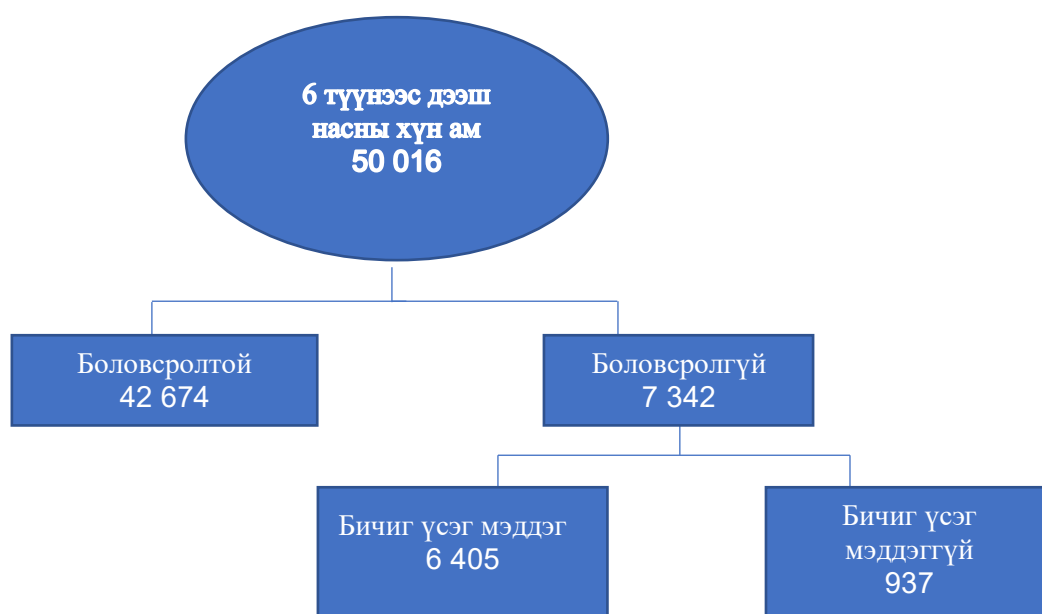 6 түүнээс дээш
насны хүн ам
50 016
Боловсролтой
42 674
Боловсролгүй
7 342
Бичиг үсэг мэддэг
6 405
Бичиг үсэг
мэддэггүй
937